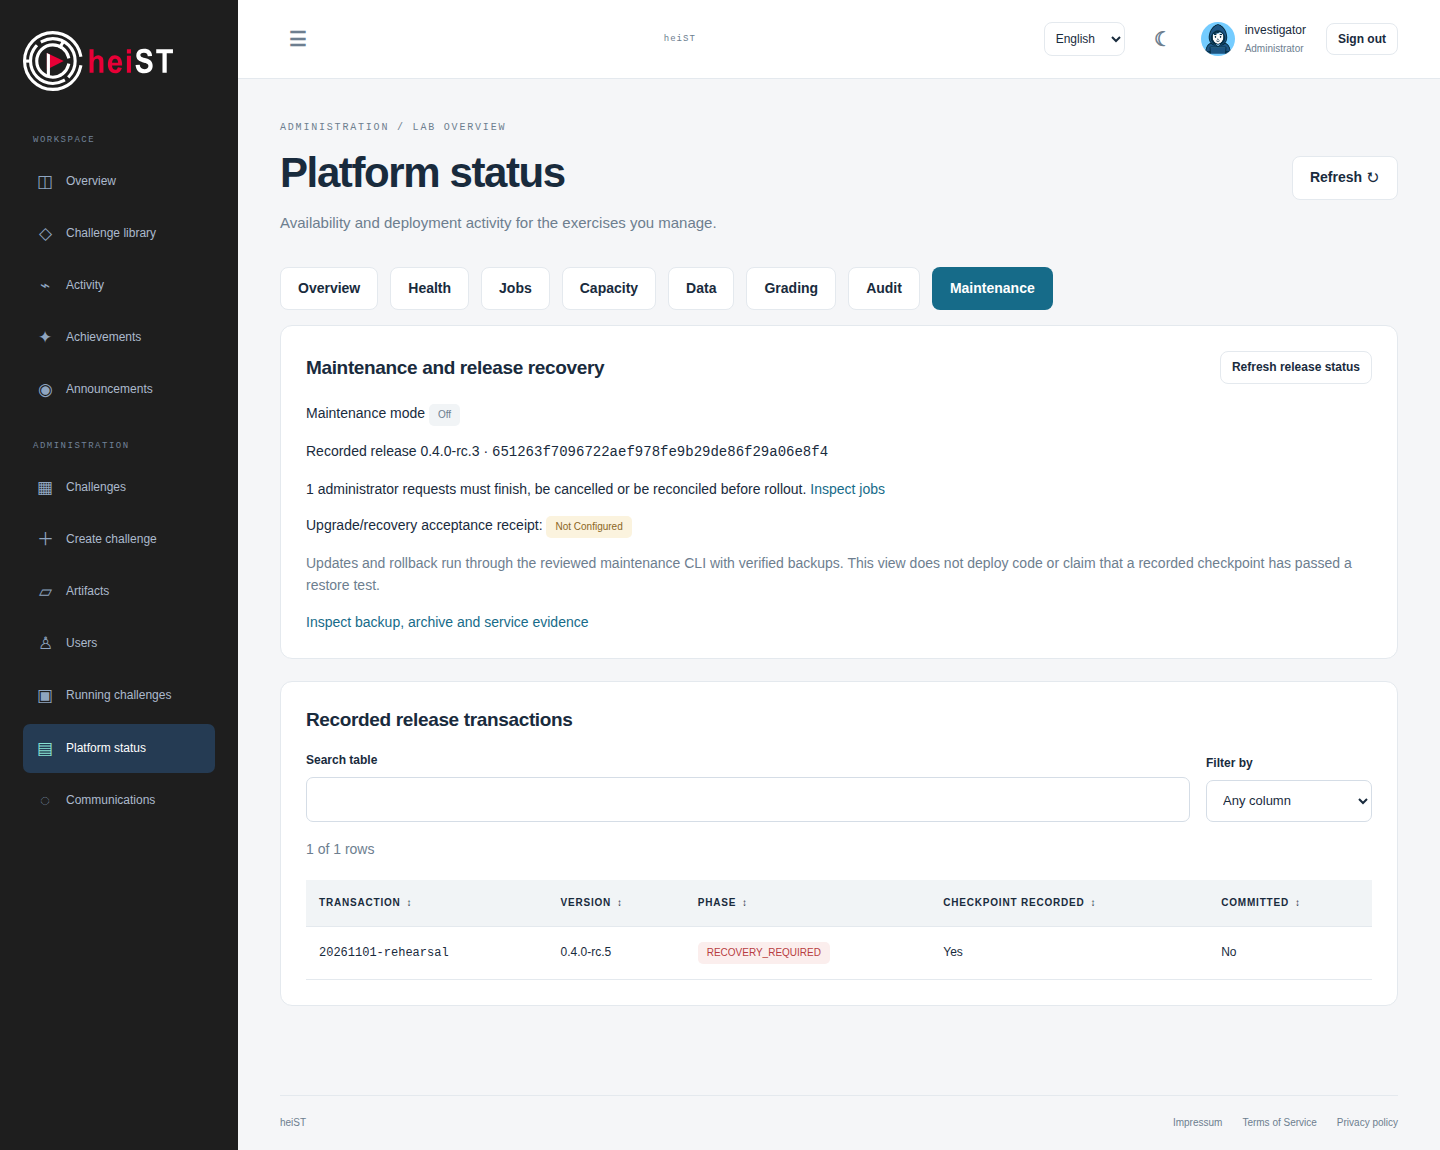 heiST
WORKSPACE
Overview
Challenge library
Activity
Achievements
Announcements
ADMINISTRATION
Challenges
Create challenge
Artifacts
Users
Running challenges
Platform status
Communications
heiST
English
investigator
Administrator
Sign out
ADMINISTRATION / LAB OVERVIEW
Platform status
Refresh ↻
Availability and deployment activity for the exercises you manage.
Overview Health Jobs Capacity Data Grading Audit Maintenance
Maintenance and release recovery
Refresh release status
Maintenance mode Off
Recorded release 0.4.0-rc.3 · 651263f7096722aef978fe9b29de86f29a06e8f4
1 administrator requests must finish, be cancelled or be reconciled before rollout. Inspect jobs
Upgrade/recovery acceptance receipt: Not Configured
Updates and rollback run through the reviewed maintenance CLI with verified backups. This view does not deploy code or claim that a recorded checkpoint has passed a
restore test.
Inspect backup, archive and service evidence
Recorded release transactions
Search table
Filter by
Any column
1 of 1 rows
TRANSACTION ↕ VERSION ↕ PHASE ↕ CHECKPOINT RECORDED ↕ COMMITTED ↕
20261101-rehearsal 0.4.0-rc.5 RECOVERY_REQUIRED Yes No
heiST
Impressum Terms of Service Privacy policy